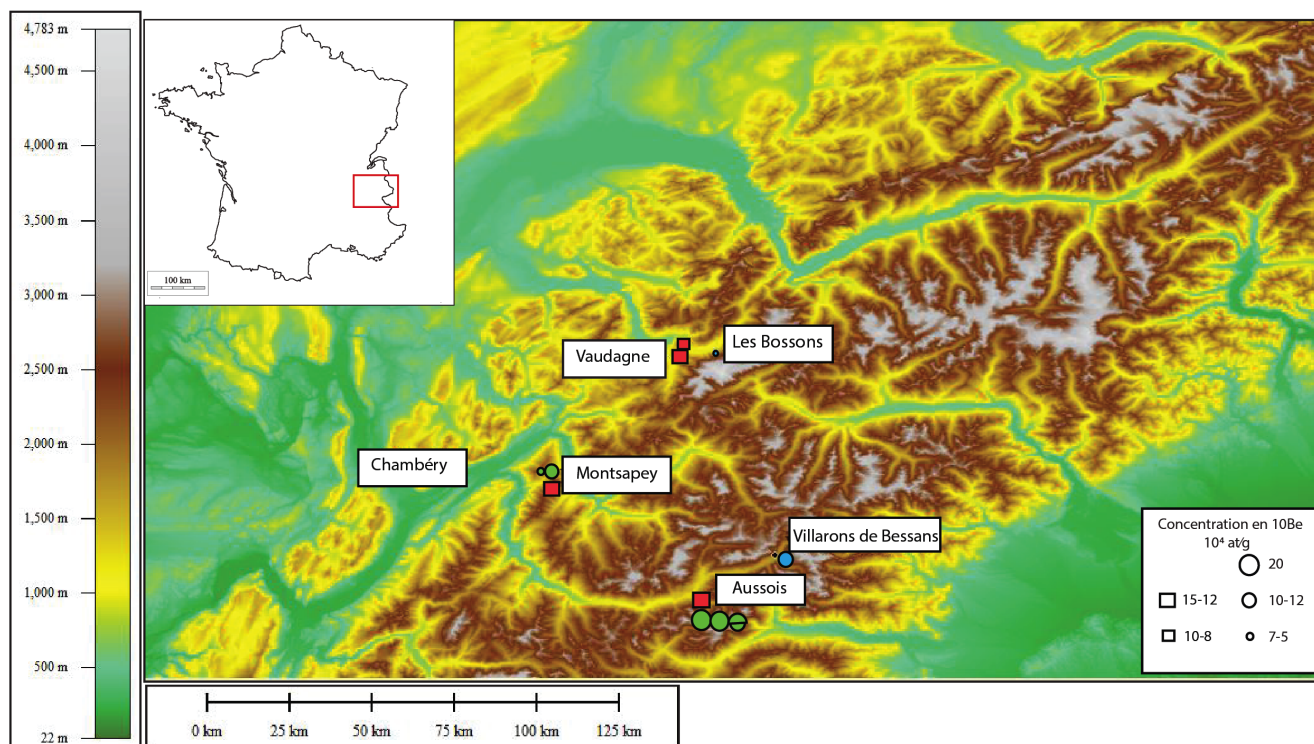 4,783 m
4,500 m
4,000 m
3,500 m
3,000 m
2,500 m
2,000 m
1,500 m
1,000 m
500 m
22 m
100 km
Vaudagne
Les Bossons
Chambéry
Montsapey
Villarons de Bessans
Aussois
Concentration en 10Be
10⁴ at/g
20
15-12
10-12
10-8
7-5
0 km
25 km
50 km
75 km
100 km
125 km